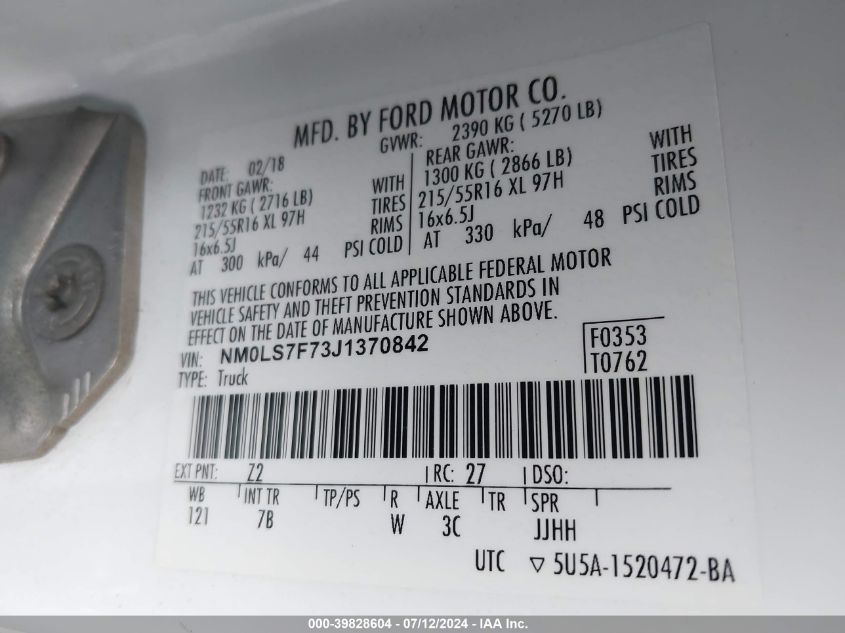 MFD. BY FORD MOTOR CO.
DATE: 02/18 GVWR: 2390 KG ( 5270 LB)
FRONT GAWR: REAR GAWR:
1232 KG ( 2716 LB) WITH 1300 KG ( 2866 LB) WITH
215/55R16 XL 97H TIRES 215/55R16 XL 97H TIRES
16x6.5J RIMS 16x6.5J RIMS
AT 300 kPa/ 44 PSI COLD AT 330 kPa/ 48 PSI COLD
THIS VEHICLE CONFORMS TO ALL APPLICABLE FEDERAL MOTOR
VEHICLE SAFETY AND THEFT PREVENTION STANDARDS IN
EFFECT ON THE DATE OF MANUFACTURE SHOWN ABOVE.
VIN: NM0LS7F73J1370842 F0353
TYPE: Truck T0762
EXT PNT: Z2 RC: 27 DSO:
WB INT TR TP/PS R AXLE TR SPR
121 7B W 3C JJHH
UTC ▽ 5U5A-1520472-BA
000-39828604 - 07/12/2024 - IAA Inc.